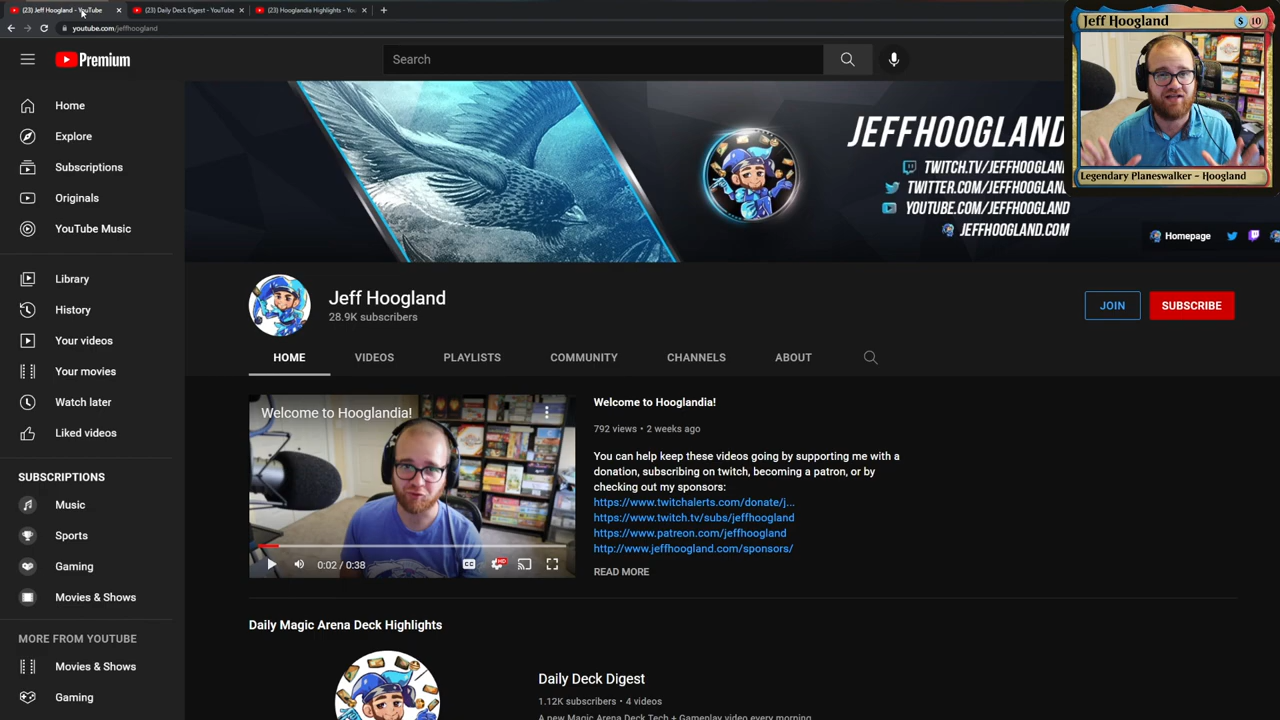 (23) Jeff Hoogland - YouTube
(23) Daily Deck Digest - YouTube
(23) Hooglandia Highlights - Yo
youtube.com/jeffhoogland
Premium
Search
Jeff Hoogland
$ 10
Legendary Planeswalker - Hoogland
Home
Explore
Subscriptions
Originals
YouTube Music
Library
History
Your videos
Your movies
Watch later
Liked videos
SUBSCRIPTIONS
Music
Sports
Gaming
Movies & Shows
MORE FROM YOUTUBE
Movies & Shows
Gaming
JEFFHOOGLAND
TWITCH.TV/JEFFHOOGLAND
TWITTER.COM/JEFFHOOGLAND
YOUTUBE.COM/JEFFHOOGLAND
JEFFHOOGLAND.COM
Homepage
Jeff Hoogland
28.9K subscribers
JOIN
SUBSCRIBE
HOME
VIDEOS
PLAYLISTS
COMMUNITY
CHANNELS
ABOUT
Welcome to Hooglandia!
0:02 / 0:38
CC
HD
Welcome to Hooglandia!
792 views • 2 weeks ago
You can help keep these videos going by supporting me with a
donation, subscribing on twitch, becoming a patron, or by
checking out my sponsors:
https://www.twitchalerts.com/donate/j...
https://www.twitch.tv/subs/jeffhoogland
https://www.patreon.com/jeffhoogland
http://www.jeffhoogland.com/sponsors/
READ MORE
Daily Magic Arena Deck Highlights
Daily Deck Digest
1.12K subscribers • 4 videos
A new Magic Arena Deck Tech + Gameplay video every morning